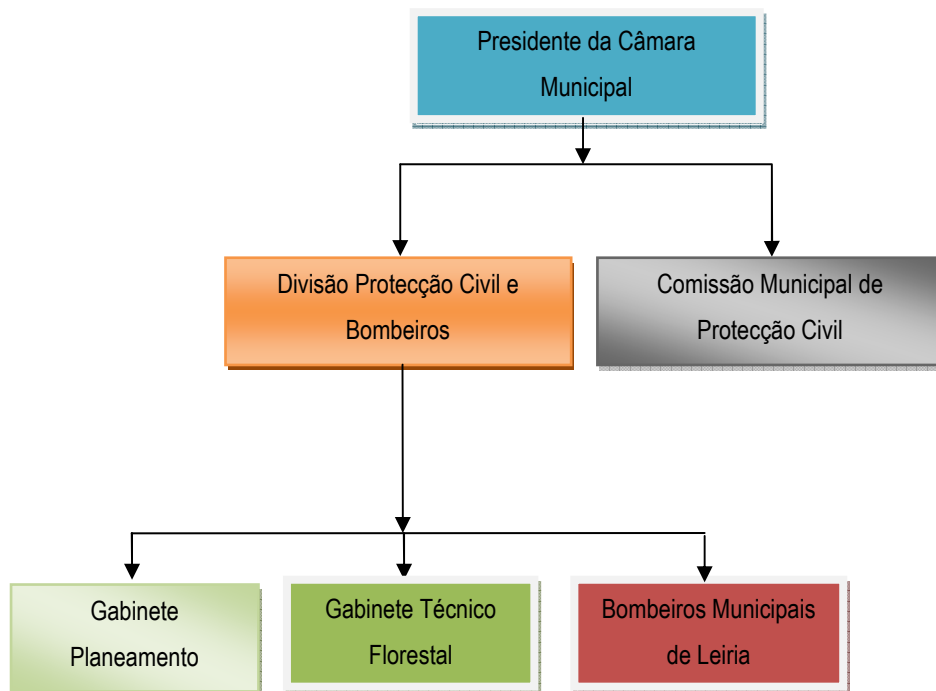 Presidente da Câmara
Municipal
Divisão Protecção Civil e
Bombeiros
Comissão Municipal de
Protecção Civil
Gabinete
Planeamento
Gabinete Técnico
Florestal
Bombeiros Municipais
de Leiria